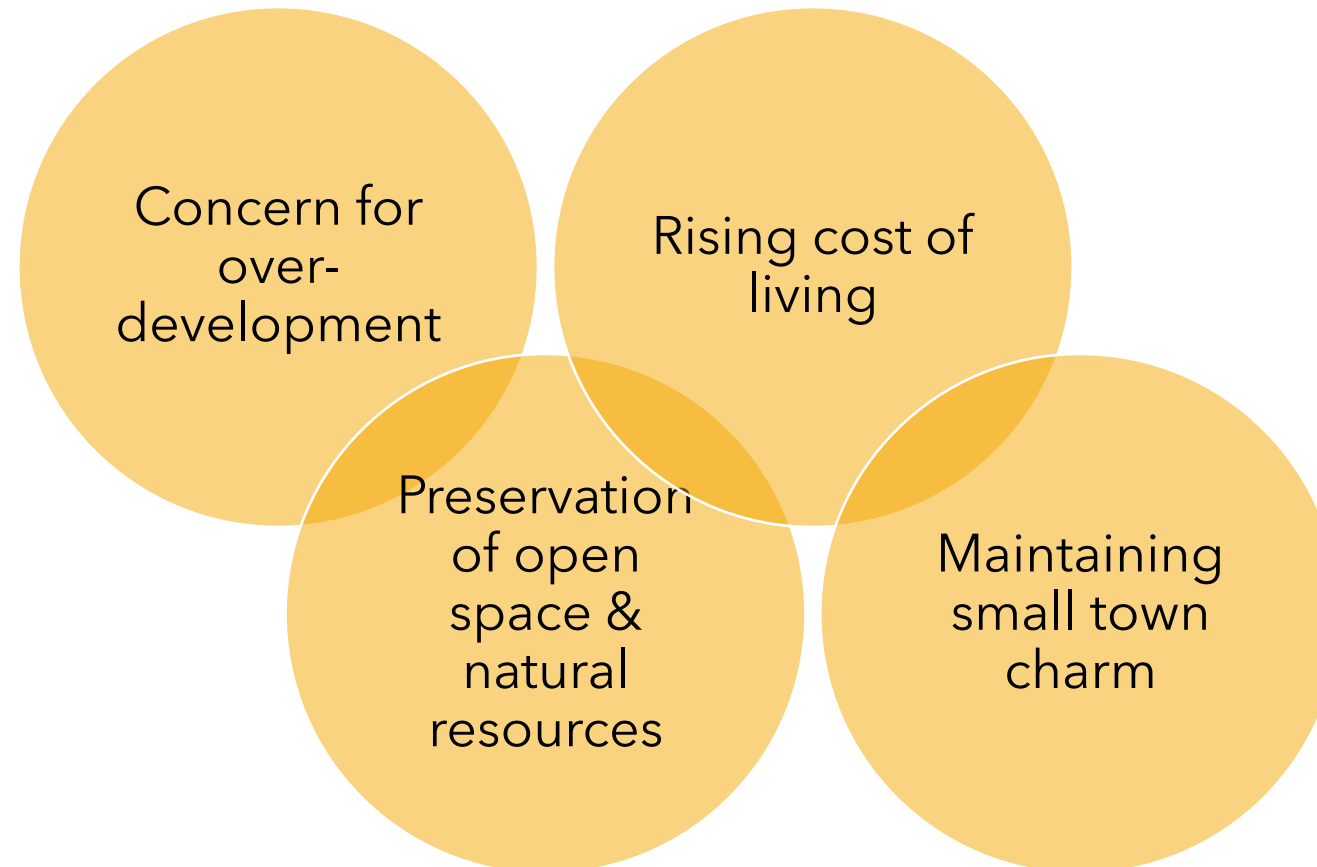 Concern for
over-
development
Rising cost of
living
Preservation
of open
space &
natural
resources
Maintaining
small town
charm